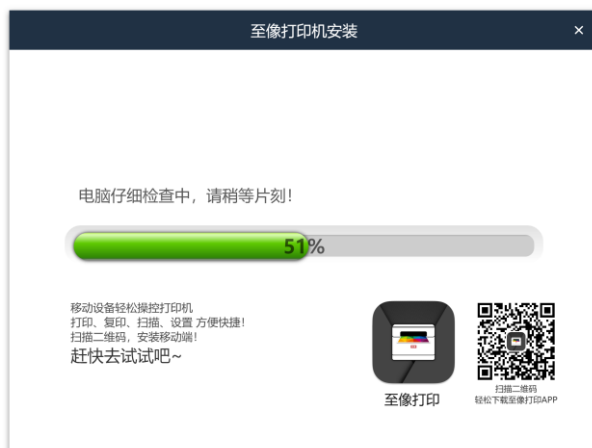 至像打印机安装
×
电脑仔细检查中，请稍等片刻！
51%
移动设备轻松操控打印机
打印、复印、扫描、设置 方便快捷！
扫描二维码，安装移动端！
赶快去试试吧~
至像打印
扫描二维码
轻松下载至像打印APP